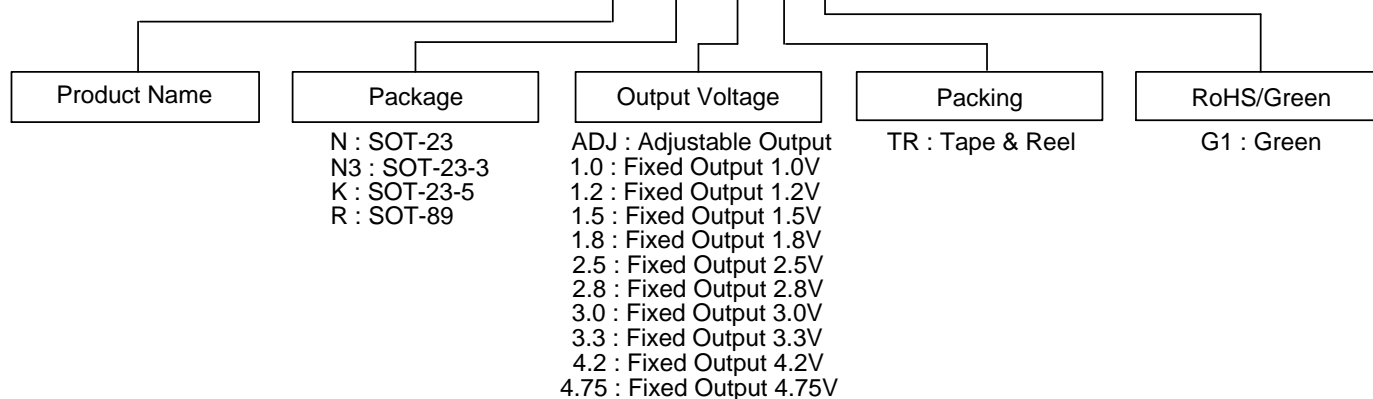 Product Name
Package
Output Voltage
Packing
RoHS/Green
N : SOT-23
N3 : SOT-23-3
K : SOT-23-5
R : SOT-89
ADJ : Adjustable Output
1.0 : Fixed Output 1.0V
1.2 : Fixed Output 1.2V
1.5 : Fixed Output 1.5V
1.8 : Fixed Output 1.8V
2.5 : Fixed Output 2.5V
2.8 : Fixed Output 2.8V
3.0 : Fixed Output 3.0V
3.3 : Fixed Output 3.3V
4.2 : Fixed Output 4.2V
4.75 : Fixed Output 4.75V
TR : Tape & Reel
G1 : Green